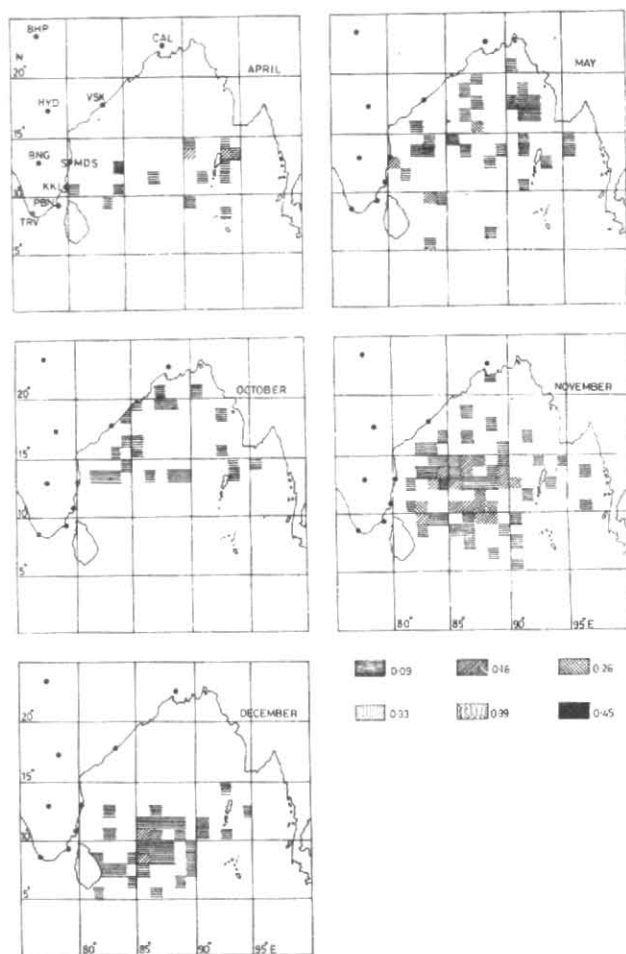 BHP
CAL
N
20°
APRIL
HYD
VSK
15°
BNG
SPMDS
10°
KKL
PBN
TRV
5°
MAY
20°
OCTOBER
15°
10°
5°
NOVEMBER
80°
85°
90°
95°E
0·09
0·16
0·26
0·33
0·39
0·45
20°
DECEMBER
15°
10°
5°
80°
85°
90°
95°E